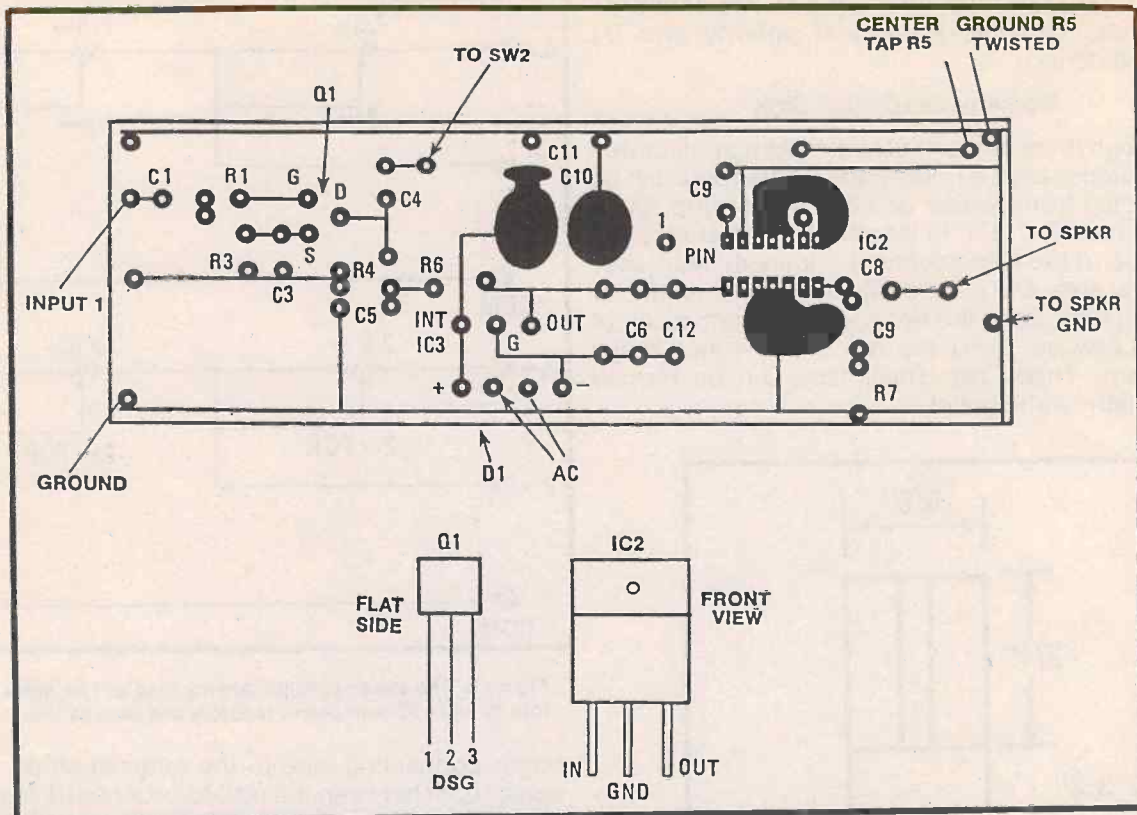 CENTER GROUND R5
TAP R5 TWISTED
TO SW2
Q1
C1 R1 G D C4
C11
C10
C9
1
PIN
IC2
C8
TO SPKR
S
R3 C3 R4
C5 R6
INPUT 1
INT
IC3
G
OUT
C6 C12
TO SPKR
GND
C9
R7
+
-
GROUND
D1 AC
Q1
FLAT
SIDE
1 2 3
DSG
IC2
FRONT
VIEW
IN OUT
GND